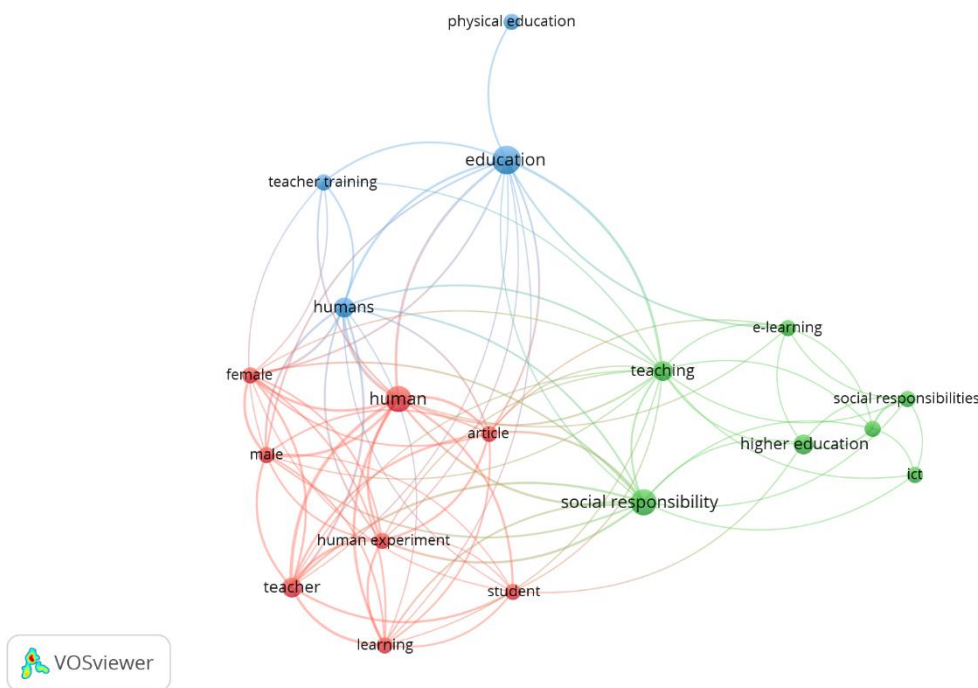 physical education
education
teacher training
humans
e-learning
female
teaching
human
social responsibilities
article
higher education
male
ict
social responsibility
human experiment
teacher
student
learning
VOSviewer